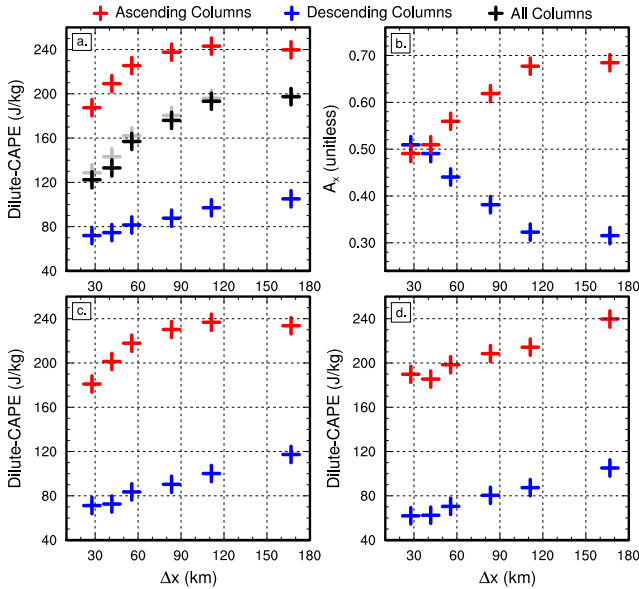 Ascending Columns Descending Columns All Columns
a.
240
200
160
120
80
40
Dilute-CAPE (J/kg)
30 60 90 120 150 180
b.
0.70
0.60
0.50
0.40
0.30
Aₓ (unitless)
30 60 90 120 150 180
c.
240
200
160
120
80
40
Dilute-CAPE (J/kg)
30 60 90 120 150 180
Δx (km)
d.
240
200
160
120
80
40
Dilute-CAPE (J/kg)
30 60 90 120 150 180
Δx (km)